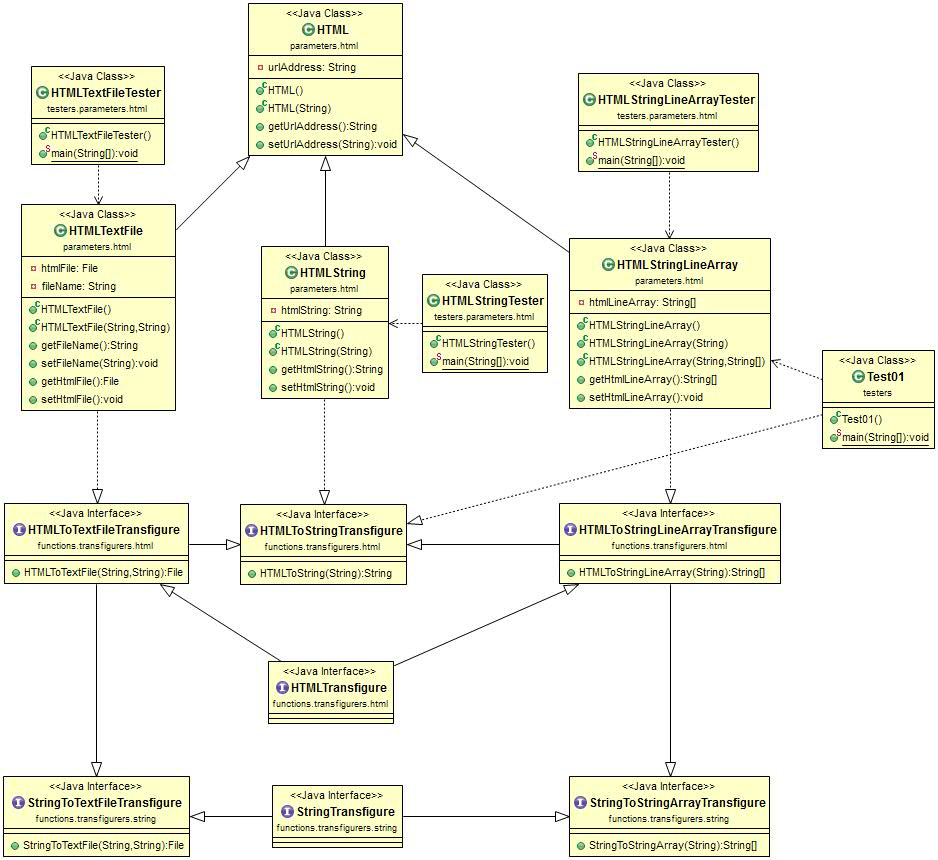 <<Java Class>>
HTML
parameters.html
urlAddress: String
HTML()
HTML(String)
getUrlAddress():String
setUrlAddress(String):void
<<Java Class>>
HTMLTextFileTester
testers.parameters.html
HTMLTextFileTester()
main(String[]):void
<<Java Class>>
HTMLStringLineArrayTester
testers.parameters.html
HTMLStringLineArrayTester()
main(String[]):void
<<Java Class>>
HTMLTextFile
parameters.html
htmlFile: File
fileName: String
HTMLTextFile()
HTMLTextFile(String,String)
getFileName():String
setFileName(String):void
getHtmlFile():File
setHtmlFile():void
<<Java Class>>
HTMLString
parameters.html
htmlString: String
HTMLString()
HTMLString(String)
getHtmlString():String
setHtmlString():void
<<Java Class>>
HTMLStringTester
testers.parameters.html
HTMLStringTester()
main(String[]):void
<<Java Class>>
HTMLStringLineArray
parameters.html
htmlLineArray: String[]
HTMLStringLineArray()
HTMLStringLineArray(String)
HTMLStringLineArray(String,String[])
getHtmlLineArray():String[]
setHtmlLineArray():void
<<Java Class>>
Test01
testers
Test01()
main(String[]):void
<<Java Interface>>
HTMLToTextFileTransfigure
functions.transfigurers.html
HTMLToTextFile(String,String):File
<<Java Interface>>
HTMLToStringTransfigure
functions.transfigurers.html
HTMLToString(String):String
<<Java Interface>>
HTMLToStringLineArrayTransfigure
functions.transfigurers.html
HTMLToStringLineArray(String):String[]
<<Java Interface>>
HTMLTransfigure
functions.transfigurers.html
<<Java Interface>>
StringToTextFileTransfigure
functions.transfigurers.string
StringToTextFile(String,String):File
<<Java Interface>>
StringTransfigure
functions.transfigurers.string
<<Java Interface>>
StringToStringArrayTransfigure
functions.transfigurers.string
StringToStringArray(String):String[]